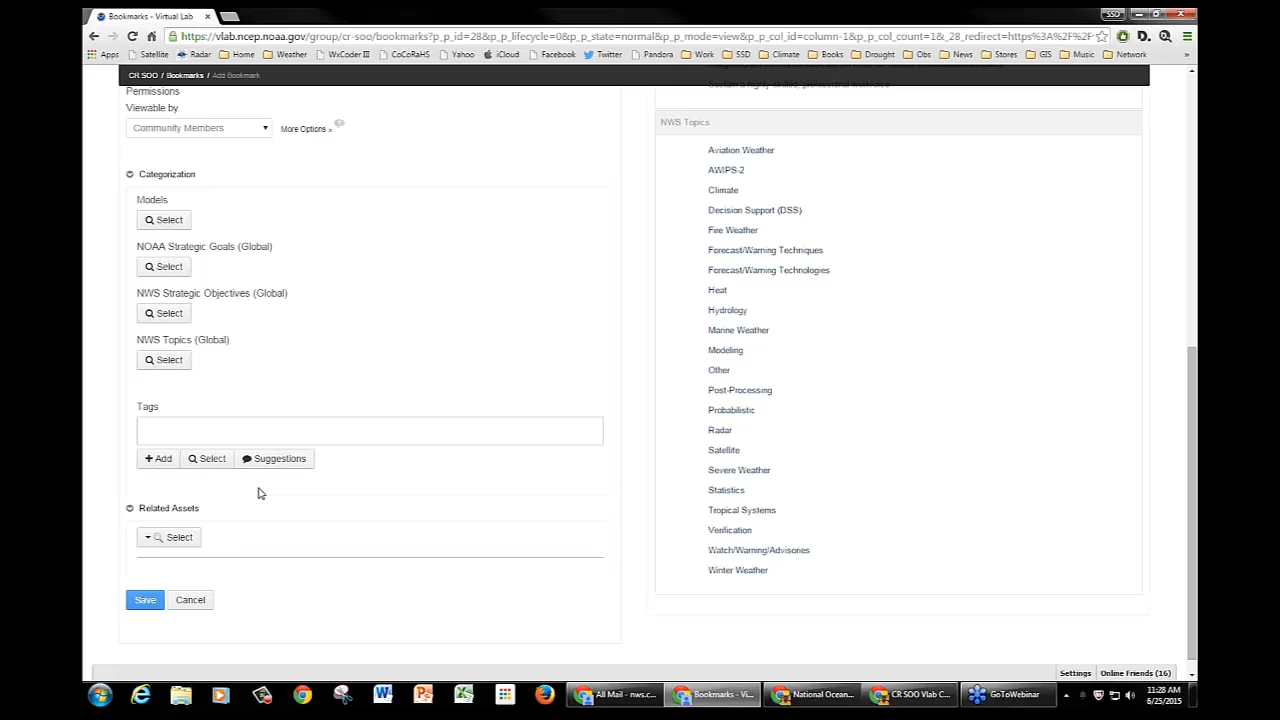 Bookmarks - Virtual Lab
SSD
https://vlab.ncep.noaa.gov/group/cr-soo/bookmarks?p_p_id=28&p_p_lifecycle=0&p_p_state=normal&p_p_mode=view&p_p_col_id=column-1&p_p_col_count=1&_28_redirect=https%3A%2F%2F
Apps Satellite Radar Home Weather WxCoder III CoCoRaHS Yahoo iCloud Facebook Twitter Pandora Work SSD Climate Books Drought Obs News Movies Stores GIS Music Network »
CR SOO / Bookmarks / Add Bookmark
Permissions
Viewable by
Community Members
More Options »
Categorization
Models
Select
NOAA Strategic Goals (Global)
Select
NWS Strategic Objectives (Global)
Select
NWS Topics (Global)
Select
Tags
+ Add Select Suggestions
Related Assets
Select
Save Cancel
Sustain a highly-skilled, professional workforce
NWS Topics
Aviation Weather
AWIPS-2
Climate
Decision Support (DSS)
Fire Weather
Forecast/Warning Techniques
Forecast/Warning Technologies
Heat
Hydrology
Marine Weather
Modeling
Other
Post-Processing
Probabilistic
Radar
Satellite
Severe Weather
Statistics
Tropical Systems
Verification
Watch/Warning/Advisories
Winter Weather
Settings Online Friends (16)
All Mail - nws.c... Bookmarks - Vi... National Ocean... CR SOO Vlab C... GoToWebinar
11:28 AM
6/25/2015